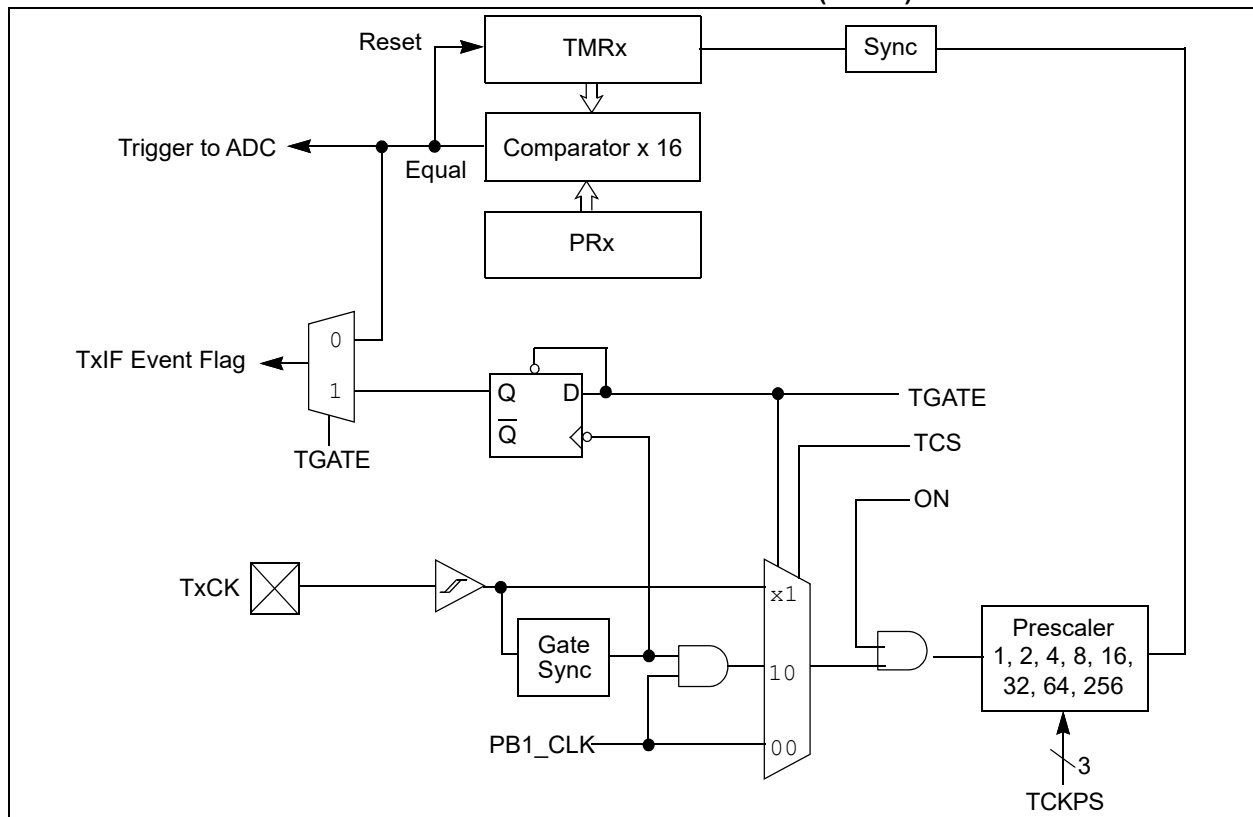 Reset
TMRx
Sync
Trigger to ADC
Equal
Comparator x 16
PRx
TxIF Event Flag
0
1
TGATE
Q
D
Q
TGATE
TCS
ON
TxCK
Gate
Sync
PB1_CLK
x1
10
00
Prescaler
1, 2, 4, 8, 16,
32, 64, 256
3
TCKPS